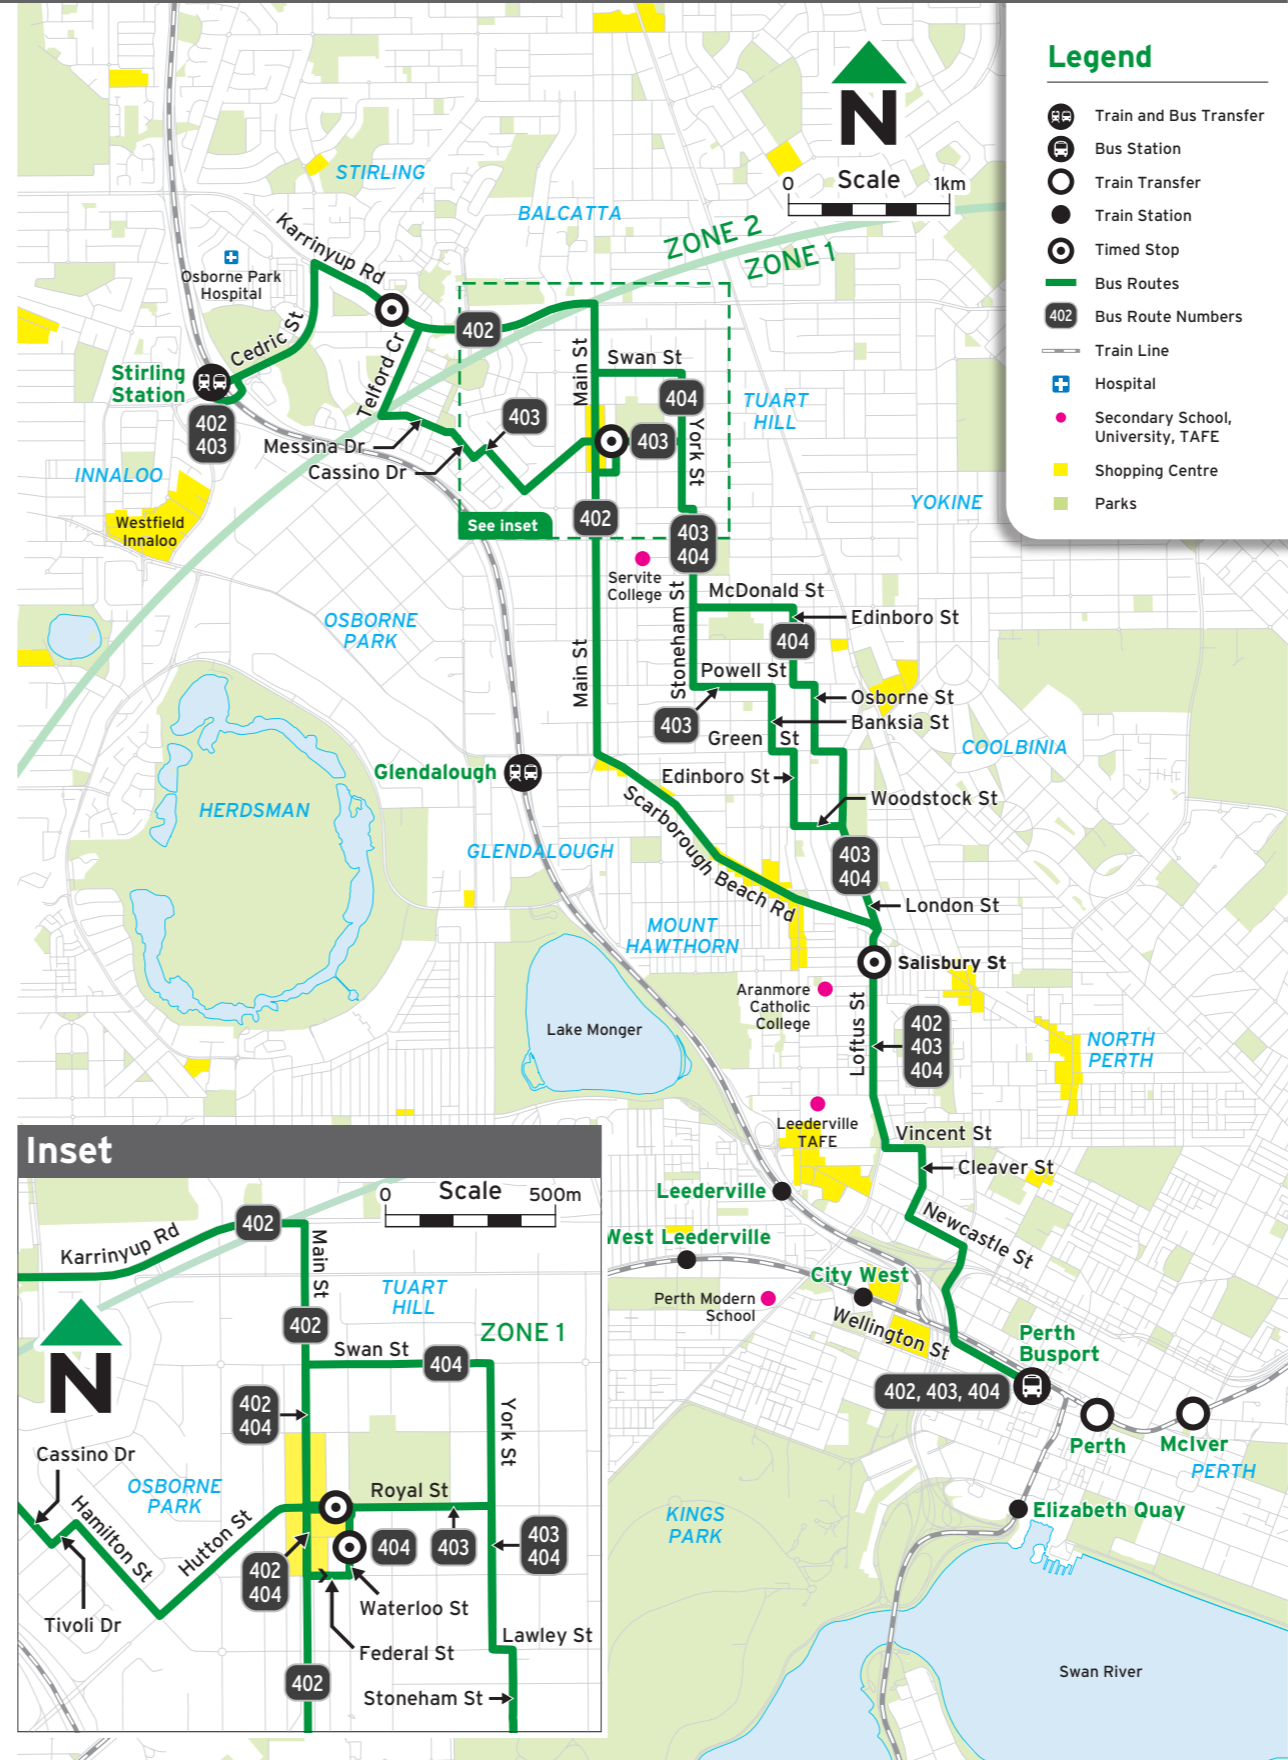 Legend
Train and Bus Transfer
Bus Station
Train Transfer
Train Station
Timed Stop
Bus Routes
402
Bus Route Numbers
Train Line
Hospital
Secondary School,
University, TAFE
Shopping Centre
Parks
N
Scale
0
1km
STIRLING
BALCATTA
ZONE 2
ZONE 1
Karrinyup Rd
Osborne Park
Hospital
Cedric St
Stirling
Station
402
403
Telford Cr
402
Main St
Swan St
404
TUART
HILL
403
403
York St
Messina Dr
Cassino Dr
INNALOO
Westfield
Innaloo
See inset
402
YOKINE
403
404
Servite
College
OSBORNE
PARK
Main St
Stoneham St
McDonald St
Edinboro St
404
Powell St
Osborne St
403
Banksia St
Green St
COOLBINIA
Glendalough
Edinboro St
Woodstock St
HERDSMAN
GLENDALOUGH
Scarborough Beach Rd
403
404
London St
MOUNT
HAWTHORN
Salisbury St
Aranmore
Catholic
College
Lake Monger
Loftus St
402
403
404
NORTH
PERTH
Leederville
TAFE
Vincent St
Cleaver St
Leederville
Newcastle St
West Leederville
City West
Perth Modern
School
Wellington St
Perth
Busport
402, 403, 404
Perth
McIver
PERTH
Elizabeth Quay
KINGS
PARK
Swan River
Inset
Scale
0
500m
Karrinyup Rd
402
Main St
TUART
HILL
N
402
ZONE 1
Swan St
404
402
404
York St
Cassino Dr
OSBORNE
PARK
Hamilton St
Hutton St
Royal St
404
403
403
404
402
404
Tivoli Dr
Waterloo St
Federal St
Lawley St
402
Stoneham St